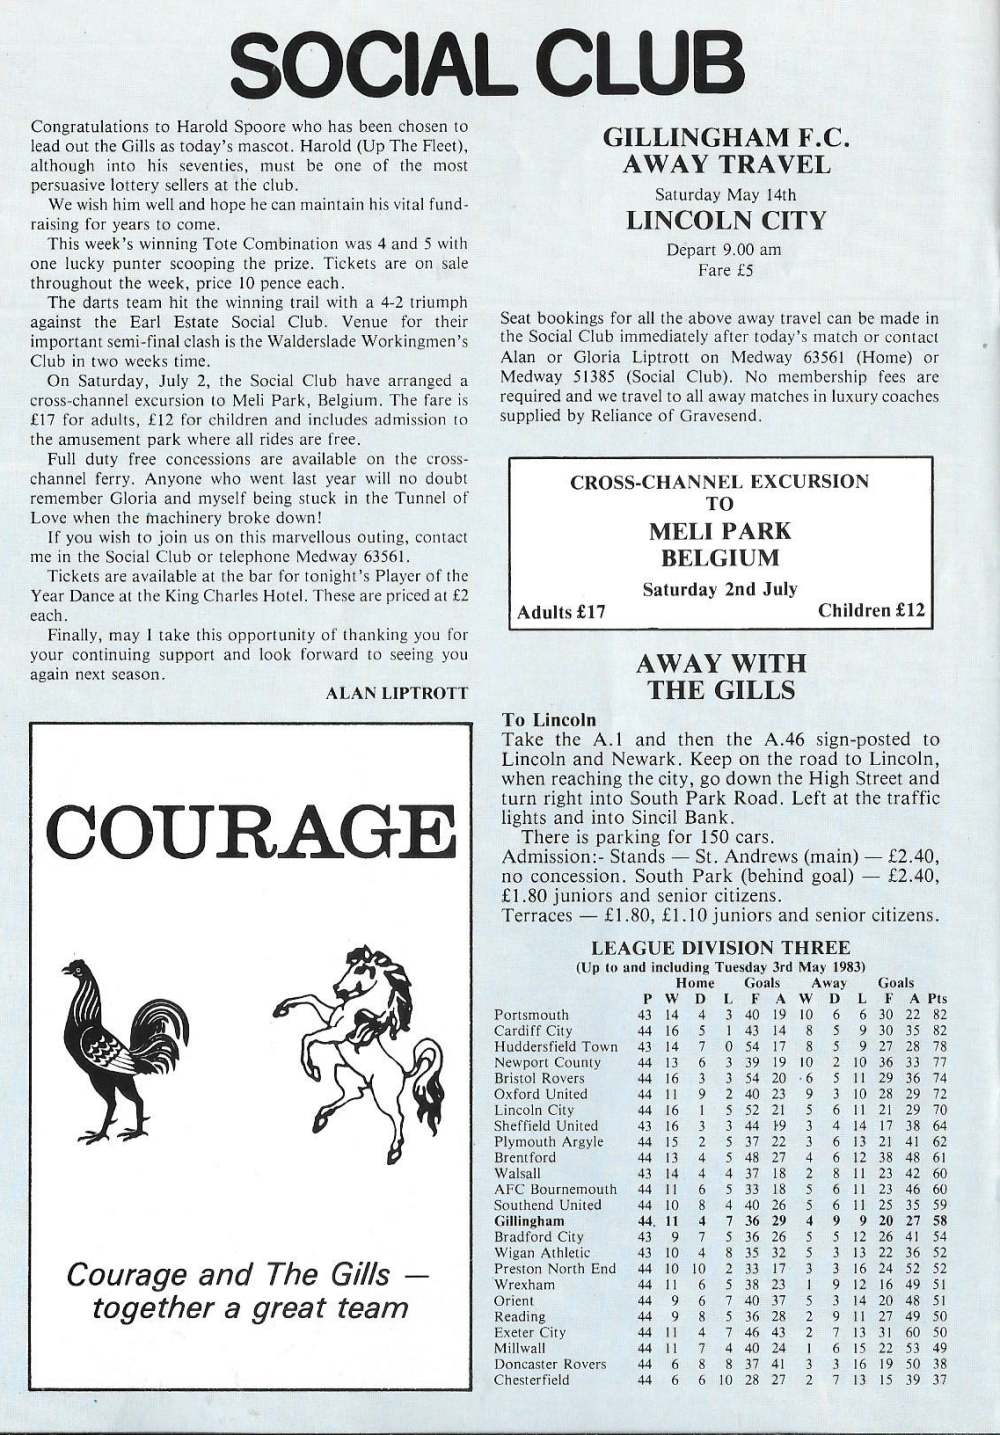 SOCIAL CLUB
Congratulations to Harold Spoore who has been chosen to
lead out the Gills as today's mascot. Harold (Up The Fleet),
although into his seventies, must be one of the most
persuasive lottery sellers at the club.
We wish him well and hope he can maintain his vital fund-
raising for years to come.
This week's winning Tote Combination was 4 and 5 with
one lucky punter scooping the prize. Tickets are on sale
throughout the week, price 10 pence each.
The darts team hit the winning trail with a 4-2 triumph
against the Earl Estate Social Club. Venue for their
important semi-final clash is the Walderslade Workingmen's
Club in two weeks time.
On Saturday, July 2, the Social Club have arranged a
cross-channel excursion to Meli Park, Belgium. The fare is
£17 for adults, £12 for children and includes admission to
the amusement park where all rides are free.
Full duty free concessions are available on the cross-
channel ferry. Anyone who went last year will no doubt
remember Gloria and myself being stuck in the Tunnel of
Love when the machinery broke down!
If you wish to join us on this marvellous outing, contact
me in the Social Club or telephone Medway 63561.
Tickets are available at the bar for tonight's Player of the
Year Dance at the King Charles Hotel. These are priced at £2
each.
Finally, may I take this opportunity of thanking you for
your continuing support and look forward to seeing you
again next season.
ALAN LIPTROTT
COURAGE
Courage and The Gills —
together a great team
GILLINGHAM F.C.
AWAY TRAVEL
Saturday May 14th
LINCOLN CITY
Depart 9.00 am
Fare £5
Seat bookings for all the above away travel can be made in
the Social Club immediately after today's match or contact
Alan or Gloria Liptrott on Medway 63561 (Home) or
Medway 51385 (Social Club). No membership fees are
required and we travel to all away matches in luxury coaches
supplied by Reliance of Gravesend.
CROSS-CHANNEL EXCURSION
TO
MELI PARK
BELGIUM
Saturday 2nd July
Adults £17 Children £12
AWAY WITH
THE GILLS
To Lincoln
Take the A.1 and then the A.46 sign-posted to
Lincoln and Newark. Keep on the road to Lincoln,
when reaching the city, go down the High Street and
turn right into South Park Road. Left at the traffic
lights and into Sincil Bank.
There is parking for 150 cars.
Admission:- Stands — St. Andrews (main) — £2.40,
no concession. South Park (behind goal) — £2.40,
£1.80 juniors and senior citizens.
Terraces — £1.80, £1.10 juniors and senior citizens.
LEAGUE DIVISION THREE
(Up to and including Tuesday 3rd May 1983)
Home Goals Away Goals
P W D L F A W D L F A Pts
Portsmouth 43 14 4 3 40 19 10 6 6 30 22 82
Cardiff City 44 16 5 1 43 14 8 5 9 30 35 82
Huddersfield Town 43 14 7 0 54 17 8 5 9 27 28 78
Newport County 44 13 6 3 39 19 10 2 10 36 33 77
Bristol Rovers 44 16 3 3 54 20 6 5 11 29 36 74
Oxford United 44 11 9 2 40 23 9 3 10 28 29 72
Lincoln City 44 16 1 5 52 21 5 6 11 21 29 70
Sheffield United 43 16 3 3 44 19 3 4 14 17 38 64
Plymouth Argyle 44 15 2 5 37 22 3 6 13 21 41 62
Brentford 44 13 4 5 48 27 4 6 12 38 48 61
Walsall 43 14 4 4 37 18 2 8 11 23 42 60
AFC Bournemouth 44 11 6 5 33 18 5 6 11 23 46 60
Southend United 44 10 8 4 40 26 5 6 11 25 35 59
Gillingham 44. 11 4 7 36 29 4 9 9 20 27 58
Bradford City 43 9 7 5 36 26 5 5 12 26 41 54
Wigan Athletic 43 10 4 8 35 32 5 3 13 22 36 52
Preston North End 44 10 10 2 33 17 3 3 16 24 52 52
Wrexham 44 11 6 5 38 23 1 9 12 16 49 51
Orient 44 9 6 7 40 37 5 3 14 20 48 51
Reading 44 9 8 5 36 28 2 9 11 27 49 50
Exeter City 44 11 4 7 46 43 2 7 13 31 60 50
Millwall 44 11 7 4 40 24 1 6 15 22 53 49
Doncaster Rovers 44 6 8 8 37 41 3 3 16 19 50 38
Chesterfield 44 6 6 10 28 27 2 7 13 15 39 37